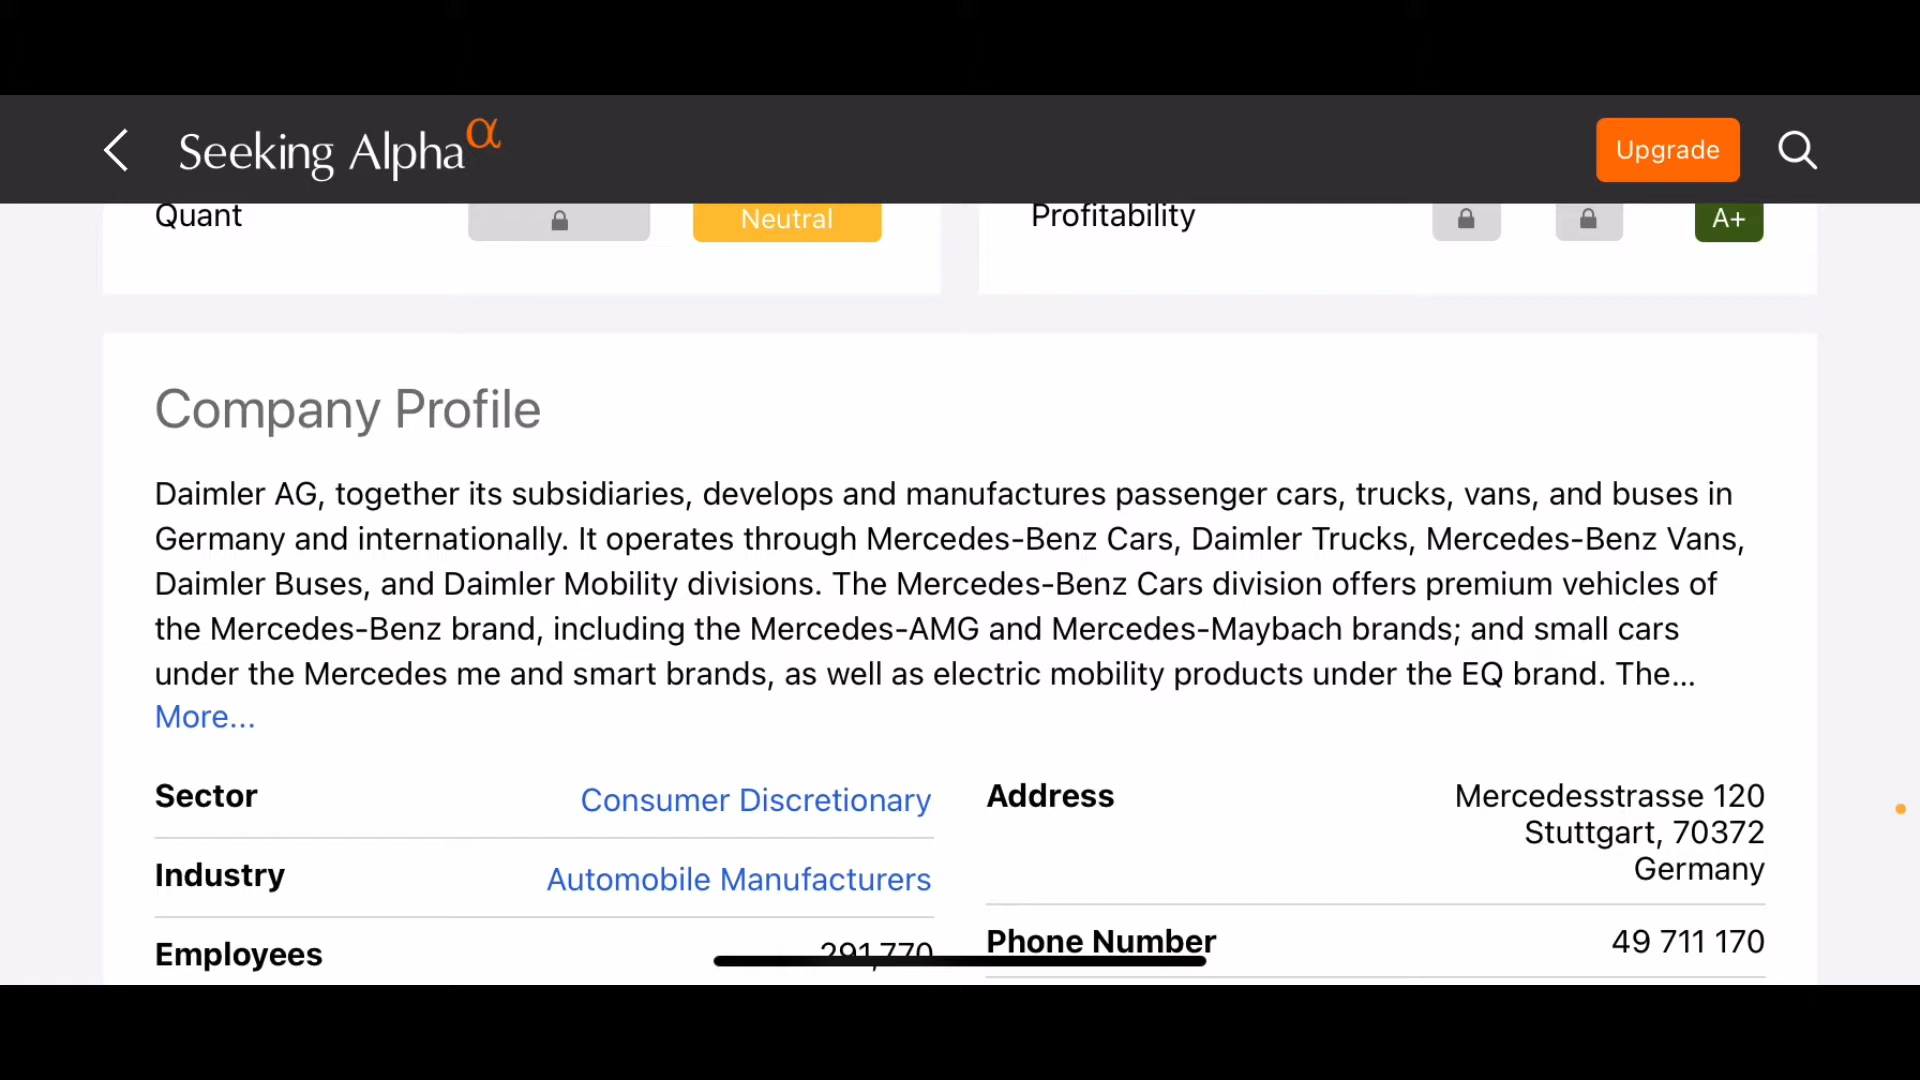 Seeking Alpha α
Upgrade
Quant
Neutral
Profitability
A+
Company Profile
Daimler AG, together its subsidiaries, develops and manufactures passenger cars, trucks, vans, and buses in
Germany and internationally. It operates through Mercedes-Benz Cars, Daimler Trucks, Mercedes-Benz Vans,
Daimler Buses, and Daimler Mobility divisions. The Mercedes-Benz Cars division offers premium vehicles of
the Mercedes-Benz brand, including the Mercedes-AMG and Mercedes-Maybach brands; and small cars
under the Mercedes me and smart brands, as well as electric mobility products under the EQ brand. The...
More...
Sector
Consumer Discretionary
Industry
Automobile Manufacturers
Employees
291,770
Address
Mercedesstrasse 120
Stuttgart, 70372
Germany
Phone Number
49 711 170